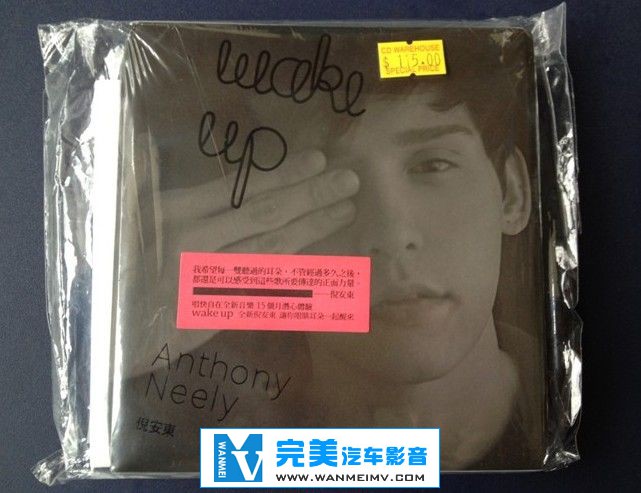 wake
up
CD WAREHOUSE
$ 115.00
SPECIAL PRICE
我希望每一雙聽過的耳朵，不管經過多久之後，
都還是可以感受到這些歌所要傳達的正面力量。
——倪安東
唱快自在全新音樂 15個月潛心體驗
wake up 全新倪安東 讓你眼睛耳朵一起醒來
Anthony
Neely
倪安東
WANMEI
完美汽车影音
WWW.WANMEIMV.COM